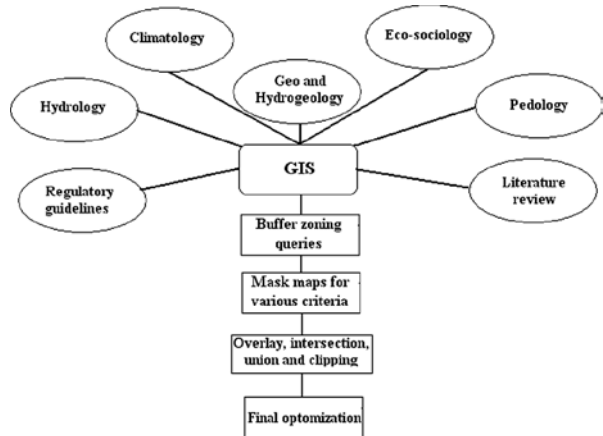 Climatology
Eco-sociology
Geo and
Hydrogeology
Hydrology
Pedology
GIS
Regulatory
guidelines
Literature
review
Buffer zoning
queries
Mask maps for
various criteria
Overlay, intersection,
union and clipping
Final optomization